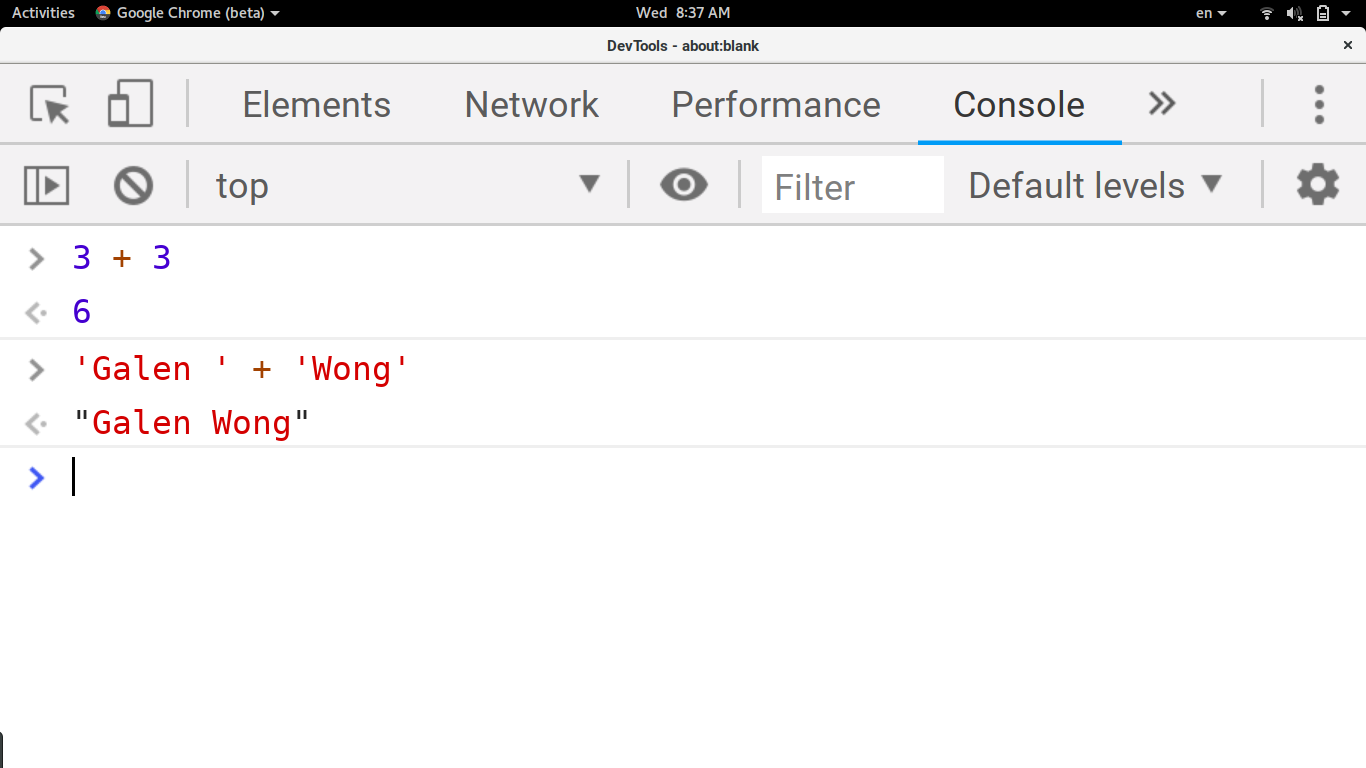 Activities Google Chrome (beta) Wed 8:37 AM en
DevTools - about:blank
Elements Network Performance Console
top Filter Default levels
3 + 3
6
'Galen ' + 'Wong'
"Galen Wong"